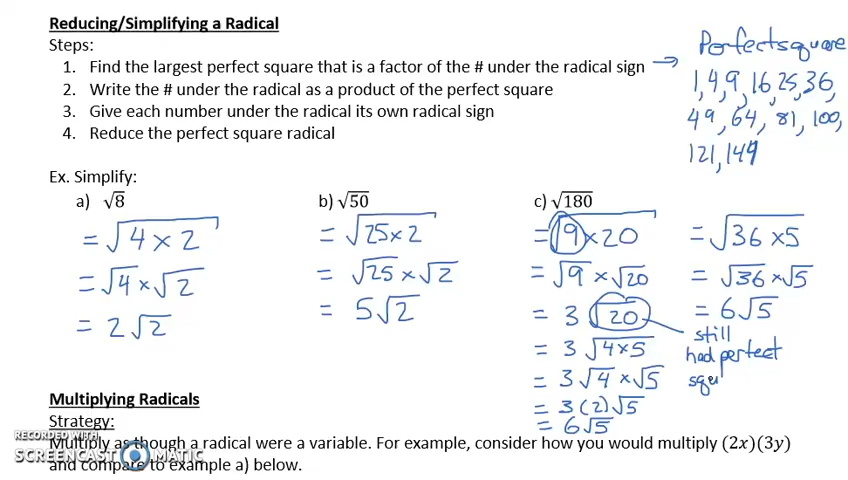 Reducing/Simplifying a Radical
Steps:
1. Find the largest perfect square that is a factor of the # under the radical sign →
2. Write the # under the radical as a product of the perfect square
3. Give each number under the radical its own radical sign
4. Reduce the perfect square radical
Perfect square
1, 4, 9, 16, 25, 36,
49, 64, 81, 100,
121, 144
Ex. Simplify:
a) √8
= √4 × 2
= √4 × √2
= 2√2
b) √50
= √25 × 2
= √25 × √2
= 5√2
c) √180
= √9 × 20
= √9 × √20
= 3√20
= 3√4×5
= 3√4 × √5
= 3(2)√5
= 6√5
= √36 × 5
= √36 × √5
= 6√5
still
had perfect
squ
Multiplying Radicals
Strategy:
Multiply as though a radical were a variable. For example, consider how you would multiply (2x)(3y)
and compare to example a) below.
RECORDED WITH
SCREENCAST MATIC